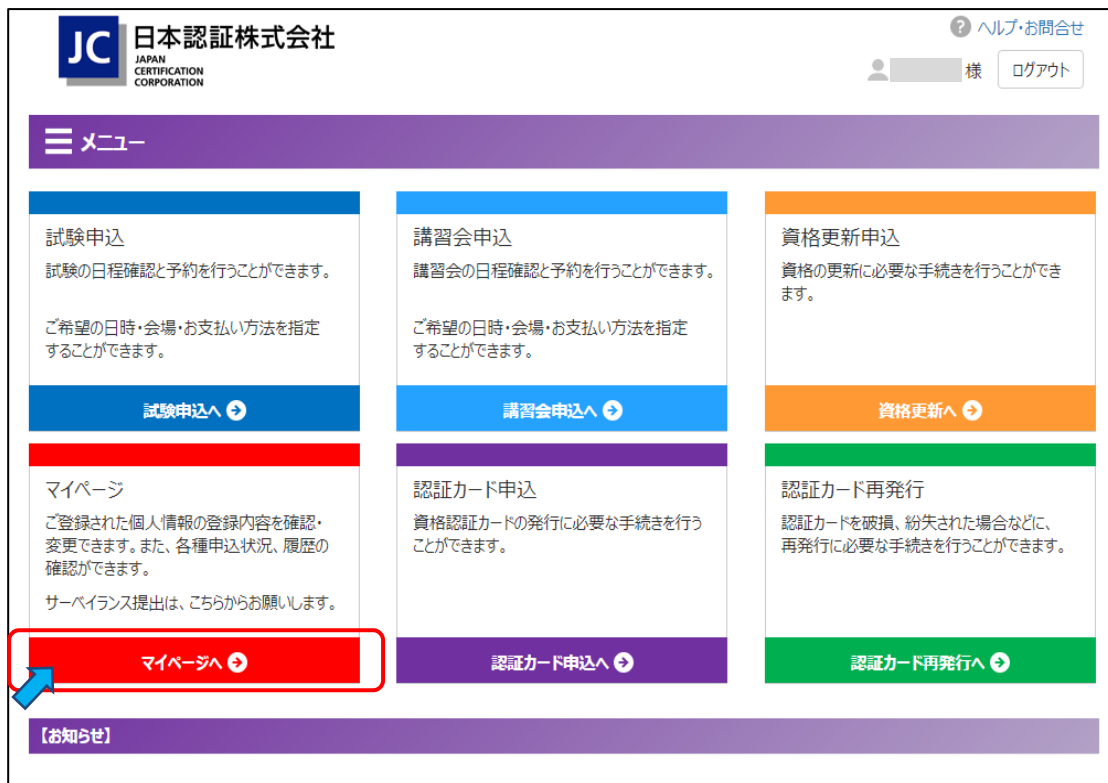 JC
日本認証株式会社
JAPAN
CERTIFICATION
CORPORATION
? ヘルプ・お問合せ
様 ログアウト
メニュー
試験申込
試験の日程確認と予約を行うことができます。
ご希望の日時・会場・お支払い方法を指定
することができます。
試験申込へ
講習会申込
講習会の日程確認と予約を行うことができます。
ご希望の日時・会場・お支払い方法を指定
することができます。
講習会申込へ
資格更新申込
資格の更新に必要な手続きを行うことができ
ます。
資格更新へ
マイページ
ご登録された個人情報の登録内容を確認・
変更できます。また、各種申込状況、履歴の
確認ができます。
サーベイランス提出は、こちらからお願いします。
マイページへ
認証カード申込
資格認証カードの発行に必要な手続きを行う
ことができます。
認証カード申込へ
認証カード再発行
認証カードを破損、紛失された場合などに、
再発行に必要な手続きを行うことができます。
認証カード再発行へ
【お知らせ】